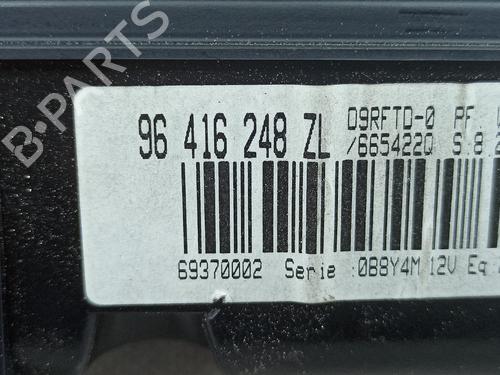 B-PARTS
96 416 248 ZL
09RFTD-0 PF.
/665422Q S:8 2
69370002 Serie :0B8Y4M 12V Eq